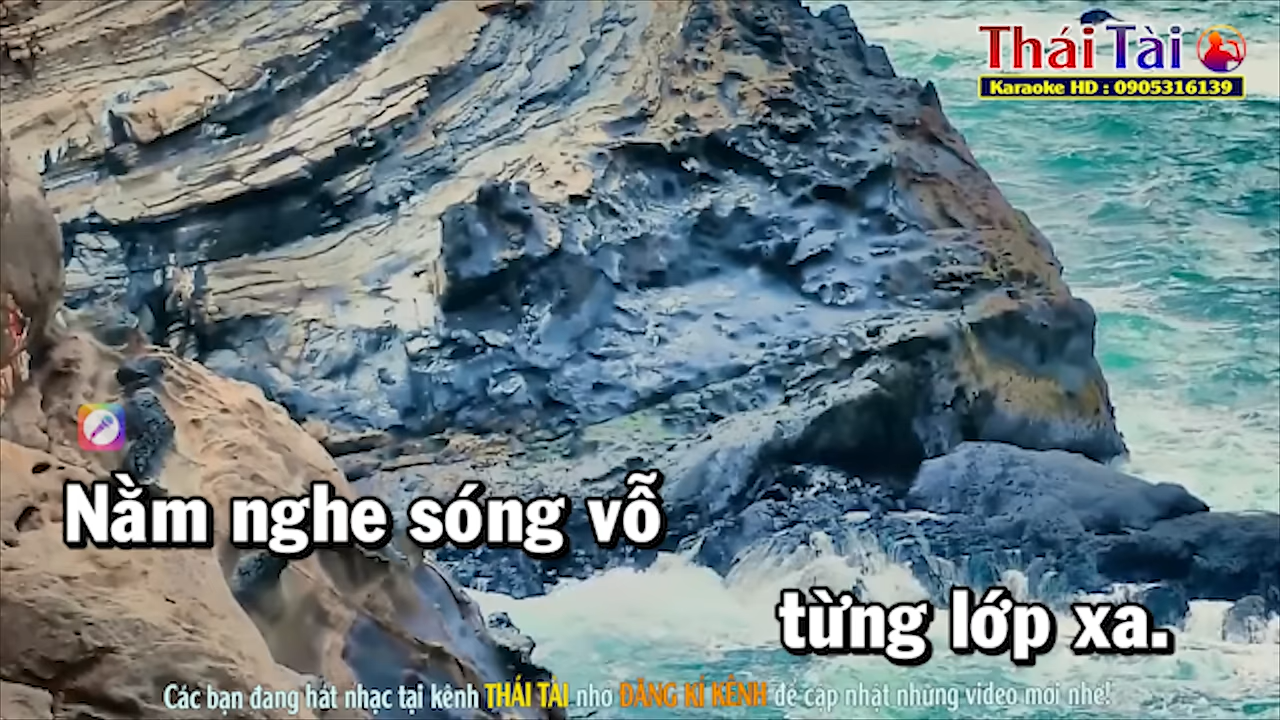 Thái Tài
Karaoke HD : 0905316139
Nằm nghe sóng vỗ
từng lớp xa.
Các bạn đang hát nhạc tại kênh THÁI TÀI nhớ ĐĂNG KÍ KÊNH để cập nhật những video mới nhé!